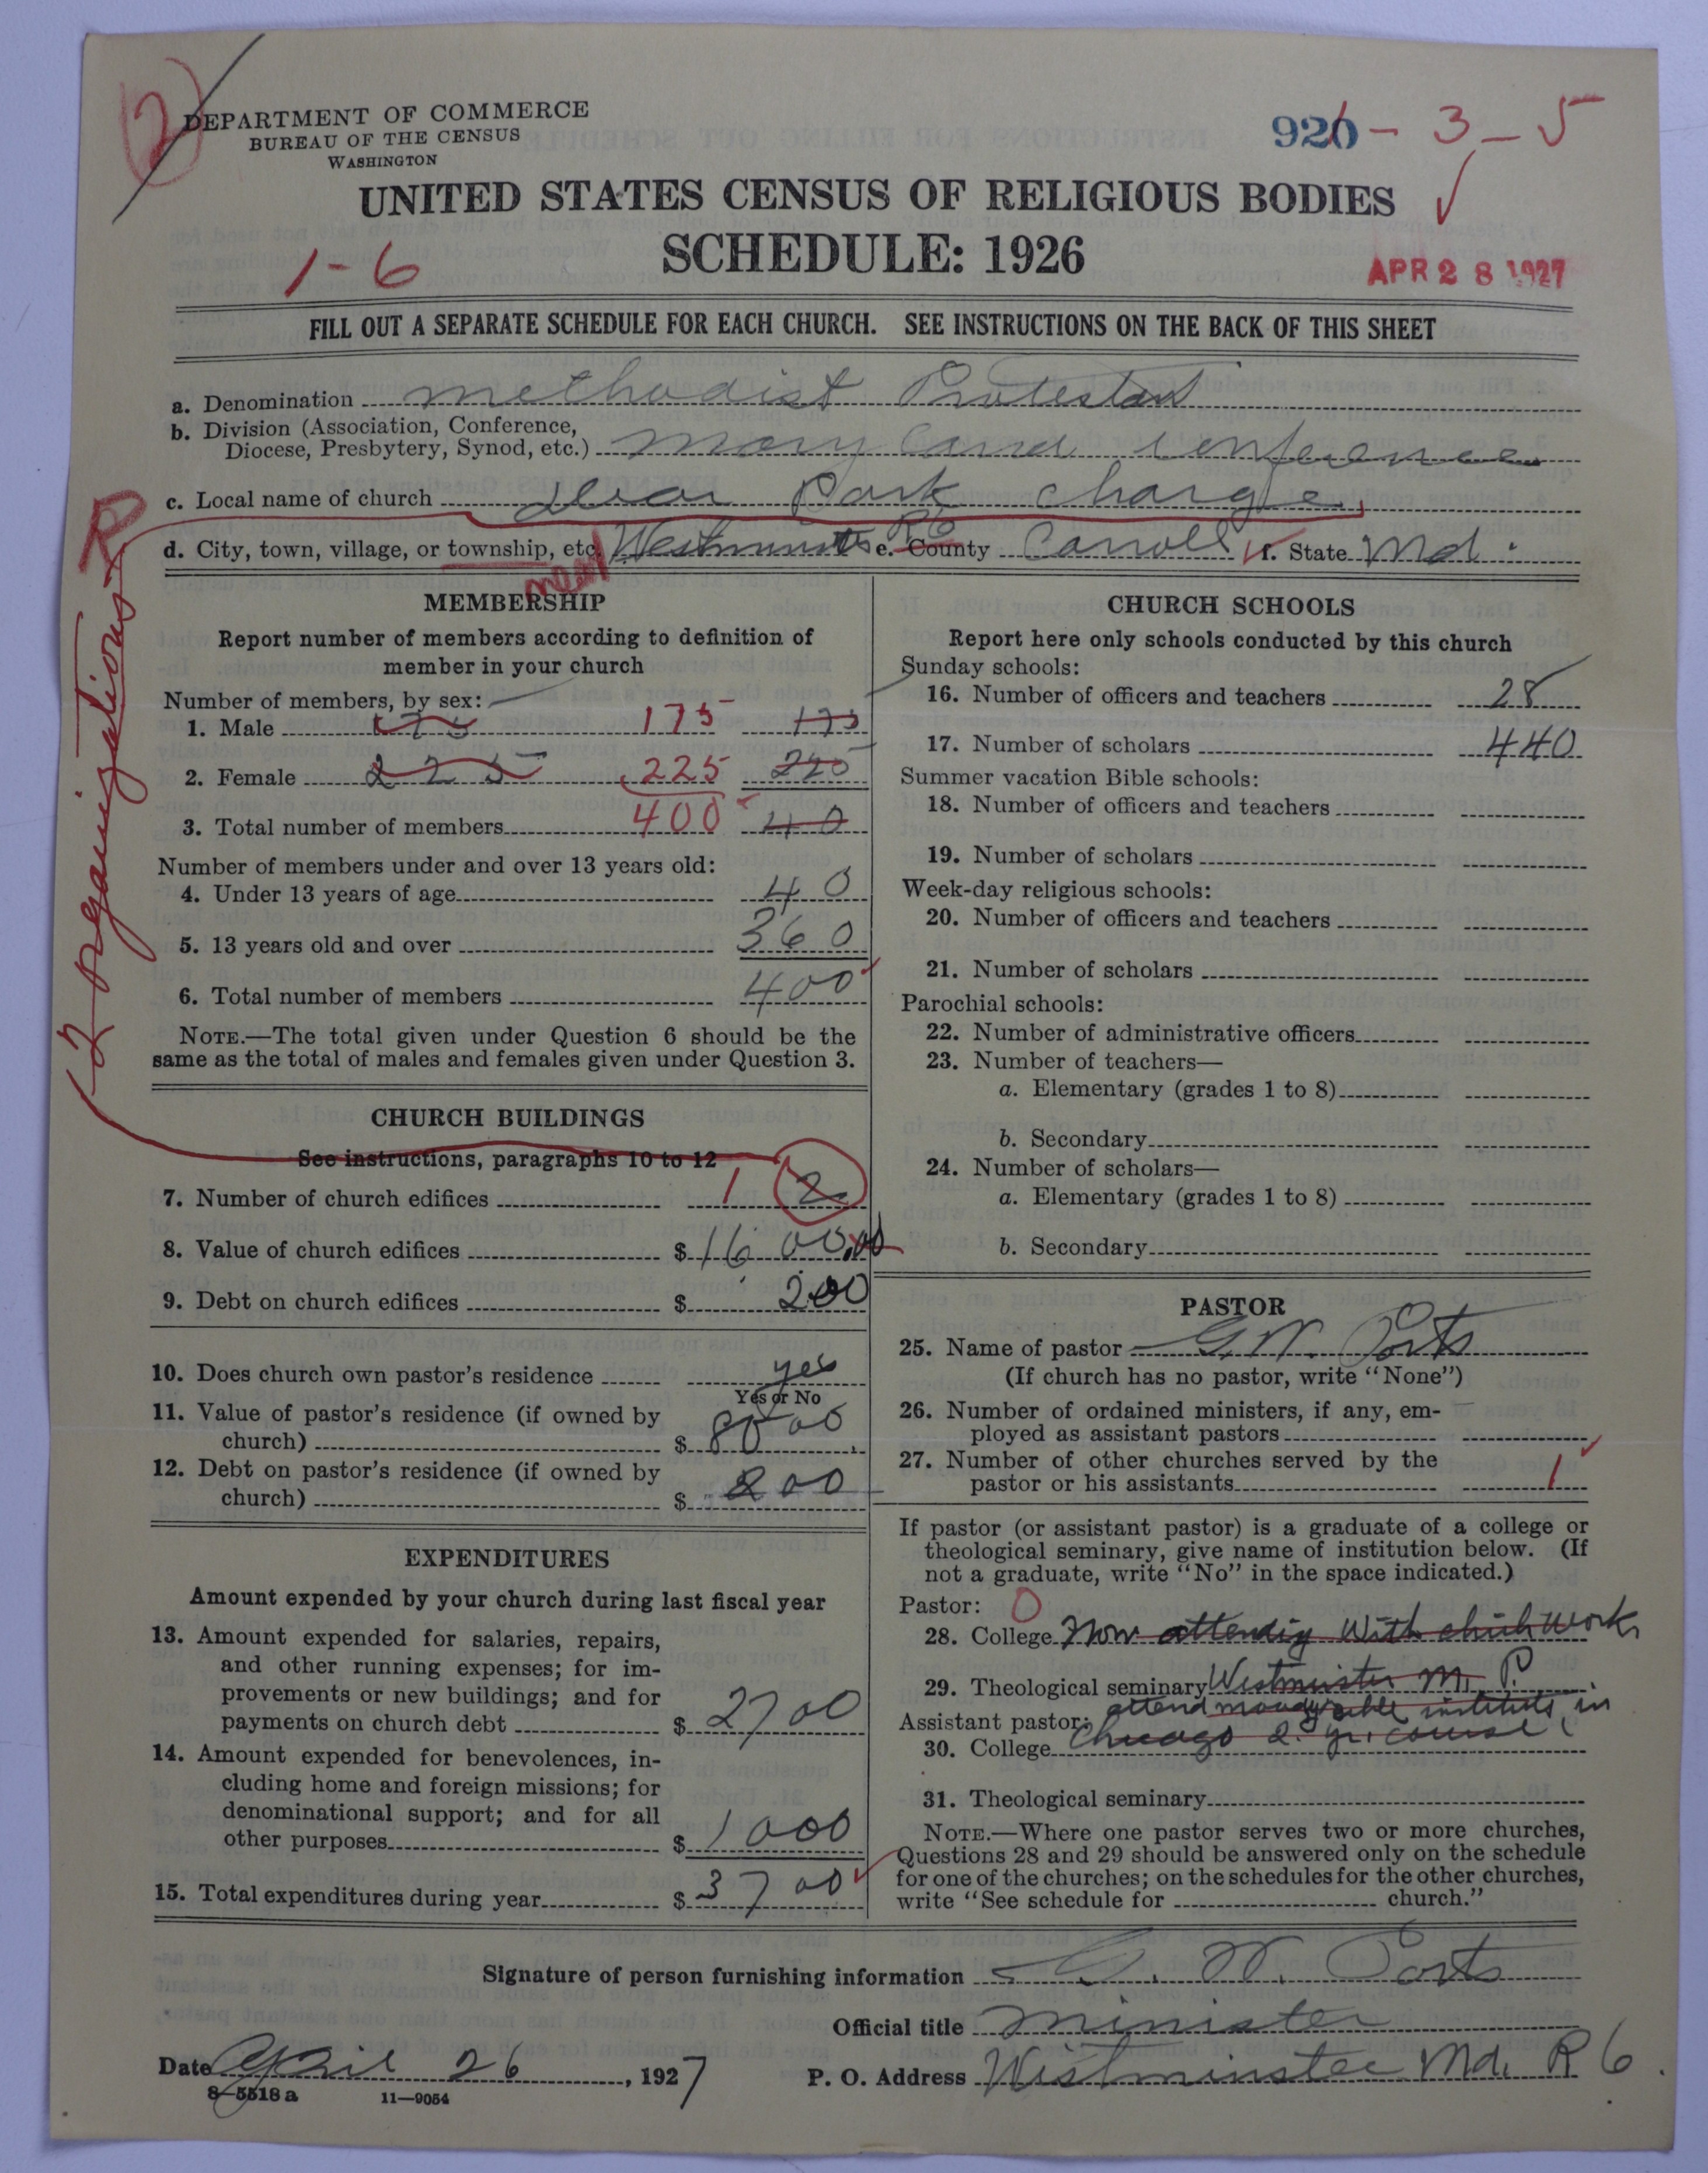 2
DEPARTMENT OF COMMERCE
BUREAU OF THE CENSUS
WASHINGTON
920 - 3 - 5
UNITED STATES CENSUS OF RELIGIOUS BODIES
SCHEDULE: 1926
1-6
APR 28 1927
FILL OUT A SEPARATE SCHEDULE FOR EACH CHURCH. SEE INSTRUCTIONS ON THE BACK OF THIS SHEET
a. Denomination Methodist Protestant
b. Division (Association, Conference,
Diocese, Presbytery, Synod, etc.) Maryland conference
c. Local name of church Dear Park charge
d. City, town, village, or township, etc. Westminster R6 e. County Carroll f. State Md.
near
R
2 organizations
MEMBERSHIP
Report number of members according to definition of
member in your church
Number of members, by sex:
1. Male 175 175 175
2. Female 225 225 225
3. Total number of members 400 40
Number of members under and over 13 years old:
4. Under 13 years of age 40
5. 13 years old and over 360
6. Total number of members 400
NOTE.—The total given under Question 6 should be the
same as the total of males and females given under Question 3.
CHURCH BUILDINGS
See instructions, paragraphs 10 to 12
7. Number of church edifices 1 2
8. Value of church edifices $ 16000
9. Debt on church edifices $ 200
10. Does church own pastor's residence yes
Yes or No
11. Value of pastor's residence (if owned by
church) $ 8000
12. Debt on pastor's residence (if owned by
church) $ 800
EXPENDITURES
Amount expended by your church during last fiscal year
13. Amount expended for salaries, repairs,
and other running expenses; for im-
provements or new buildings; and for
payments on church debt $ 2700
14. Amount expended for benevolences, in-
cluding home and foreign missions; for
denominational support; and for all
other purposes $ 1000
15. Total expenditures during year $ 3700
CHURCH SCHOOLS
Report here only schools conducted by this church
Sunday schools:
16. Number of officers and teachers 28
17. Number of scholars 440
Summer vacation Bible schools:
18. Number of officers and teachers
19. Number of scholars
Week-day religious schools:
20. Number of officers and teachers
21. Number of scholars
Parochial schools:
22. Number of administrative officers
23. Number of teachers—
a. Elementary (grades 1 to 8)
b. Secondary
24. Number of scholars—
a. Elementary (grades 1 to 8)
b. Secondary
PASTOR
25. Name of pastor G. W. Ports
(If church has no pastor, write "None")
26. Number of ordained ministers, if any, em-
ployed as assistant pastors
27. Number of other churches served by the
pastor or his assistants 1
If pastor (or assistant pastor) is a graduate of a college or
theological seminary, give name of institution below. (If
not a graduate, write "No" in the space indicated.)
Pastor: 0
28. College Now attending With church work
29. Theological seminary Westminster M. P.
attend moody bible institute in
Assistant pastor:
30. College Chicago 2. yr. course
31. Theological seminary
NOTE.—Where one pastor serves two or more churches,
Questions 28 and 29 should be answered only on the schedule
for one of the churches; on the schedules for the other churches,
write "See schedule for church."
Signature of person furnishing information G. W. Ports
Official title minister
Date April 26, 1927 P. O. Address Westminster Md. R 6
8-5518 a 11-9054